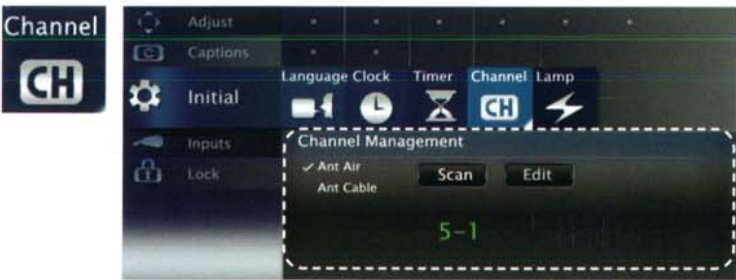 Channel
CH
Adjust
C Captions
Initial
Language Clock Timer Channel Lamp
CH
Inputs
Lock
Channel Management
✓ Ant Air
Ant Cable
Scan Edit
5-1